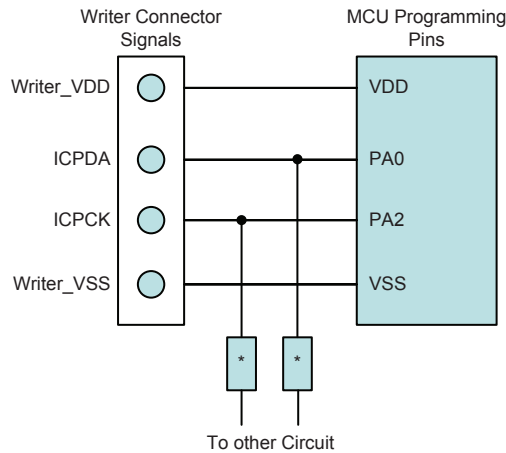 Writer Connector
Signals
MCU Programming
Pins
Writer_VDD
VDD
ICPDA
PA0
ICPCK
PA2
Writer_VSS
VSS
*
*
To other Circuit